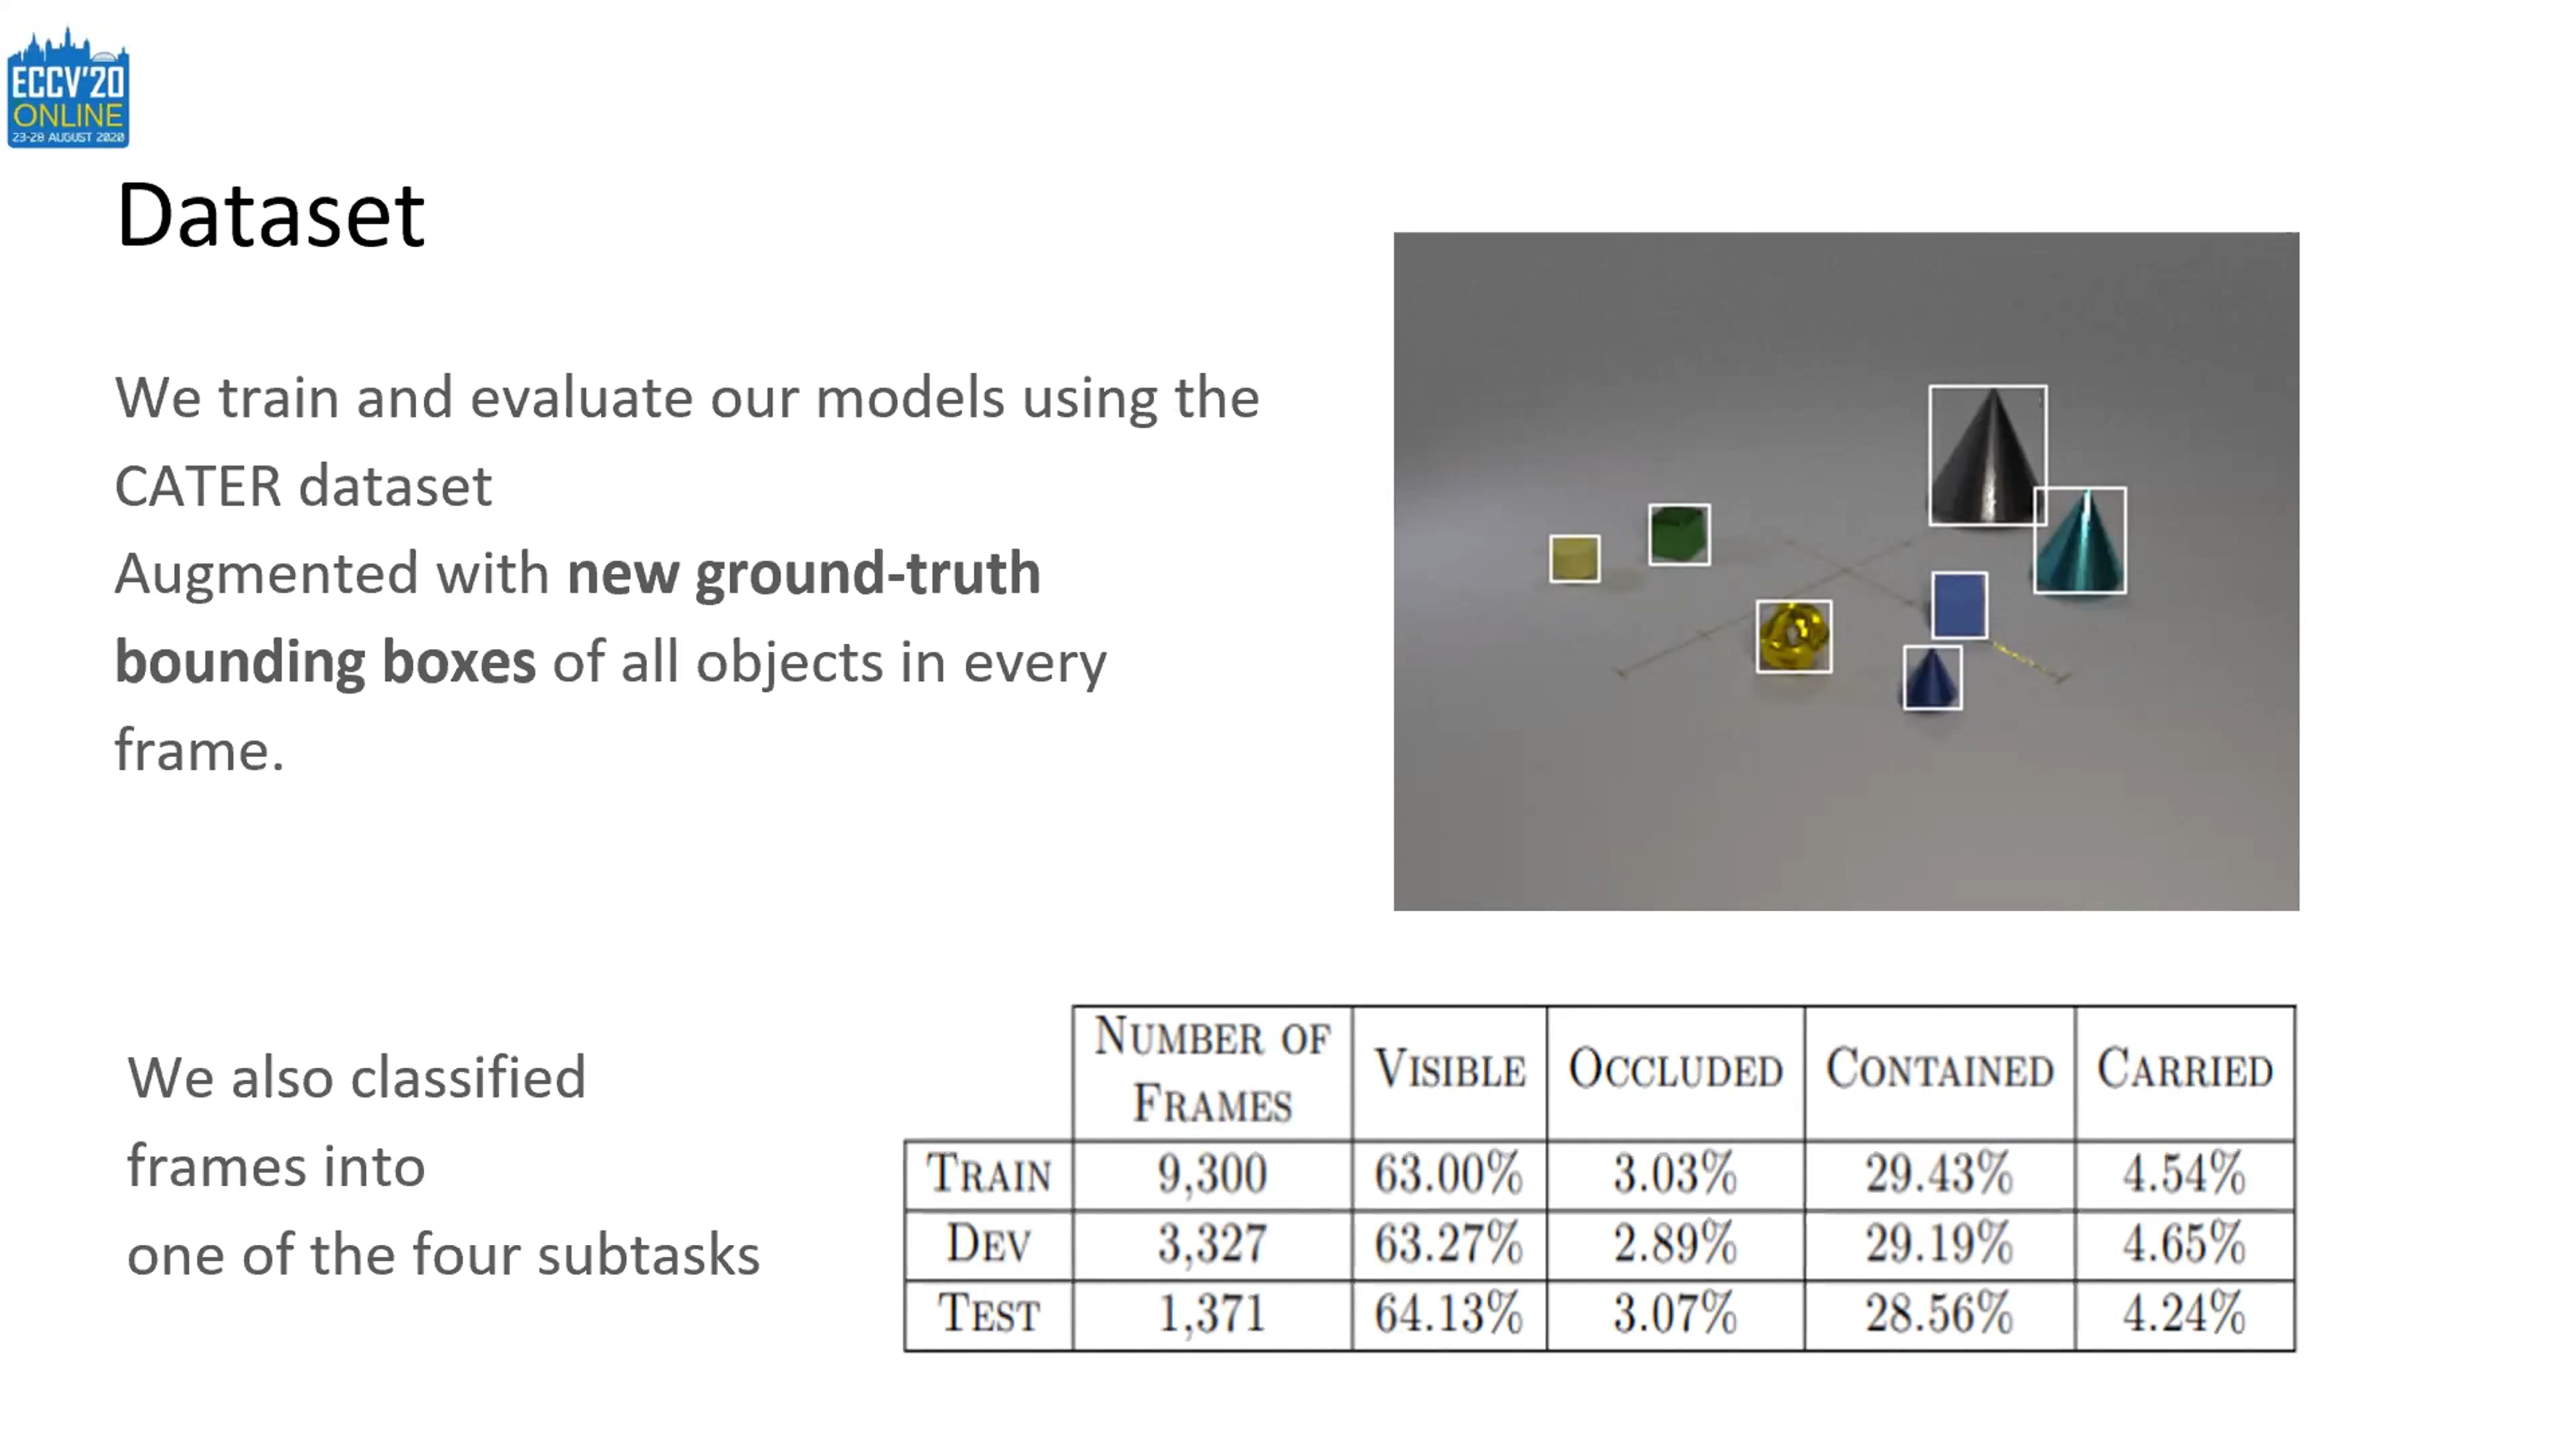 ECCV'20
ONLINE
23-28 AUGUST 2020
Dataset
We train and evaluate our models using the
CATER dataset
Augmented with new ground-truth
bounding boxes of all objects in every
frame.
We also classified
frames into
one of the four subtasks
NUMBER OF FRAMES VISIBLE OCCLUDED CONTAINED CARRIED
TRAIN 9,300 63.00% 3.03% 29.43% 4.54%
DEV 3,327 63.27% 2.89% 29.19% 4.65%
TEST 1,371 64.13% 3.07% 28.56% 4.24%